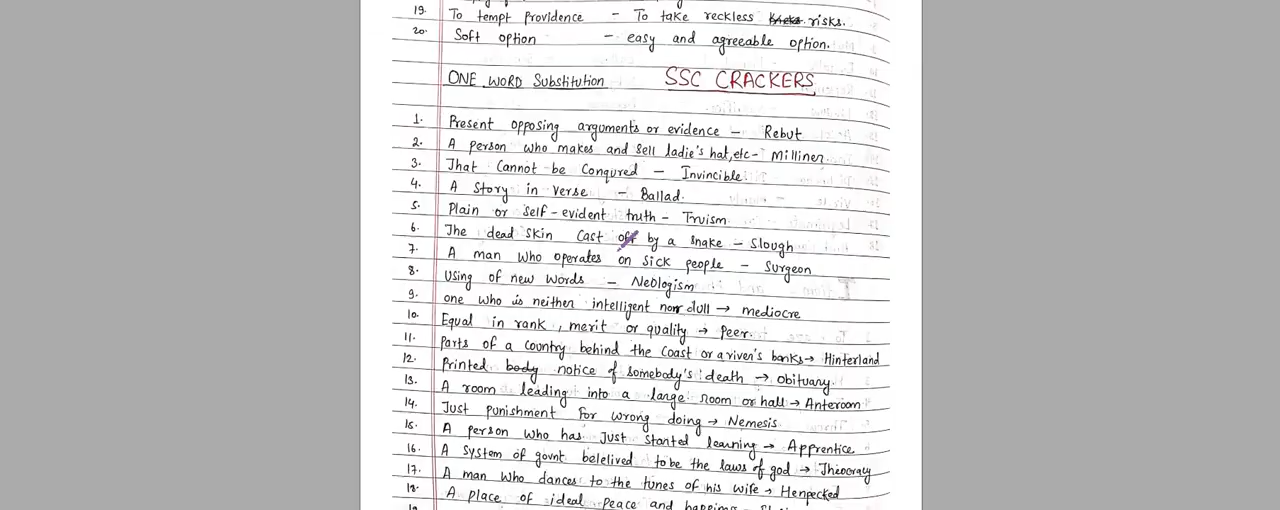 19. To tempt Providence – To take reckless risks.
20. Soft option – easy and agreeable option.
ONE WORD Substitution SSC CRACKERS
1. Present opposing arguments or evidence – Rebut
2. A person who makes and sell ladie's hat, etc – Milliner
3. That Cannot be Conqured – Invincible
4. A Story in verse – Ballad
5. Plain or self-evident truth – Truism
6. The dead skin cast off by a snake – Slough
7. A man who operates on sick people – Surgeon
8. Using of new words – Neologism
9. one who is neither intelligent nor dull → mediocre
10. Equal in rank, merit or quality → Peer.
11. Parts of a country behind the coast or a river's banks → Hinterland
12. Printed body notice of somebody's death → obituary
13. A room leading into a large room or hall → Anteroom
14. Just punishment for wrong doing → Nemesis
15. A person who has just started learning → Apprentice
16. A system of govnt belelived to be the laws of god → Theocracy
17. A man who dances to the tunes of his wife → Henpecked
18. A place of ideal peace and
19.